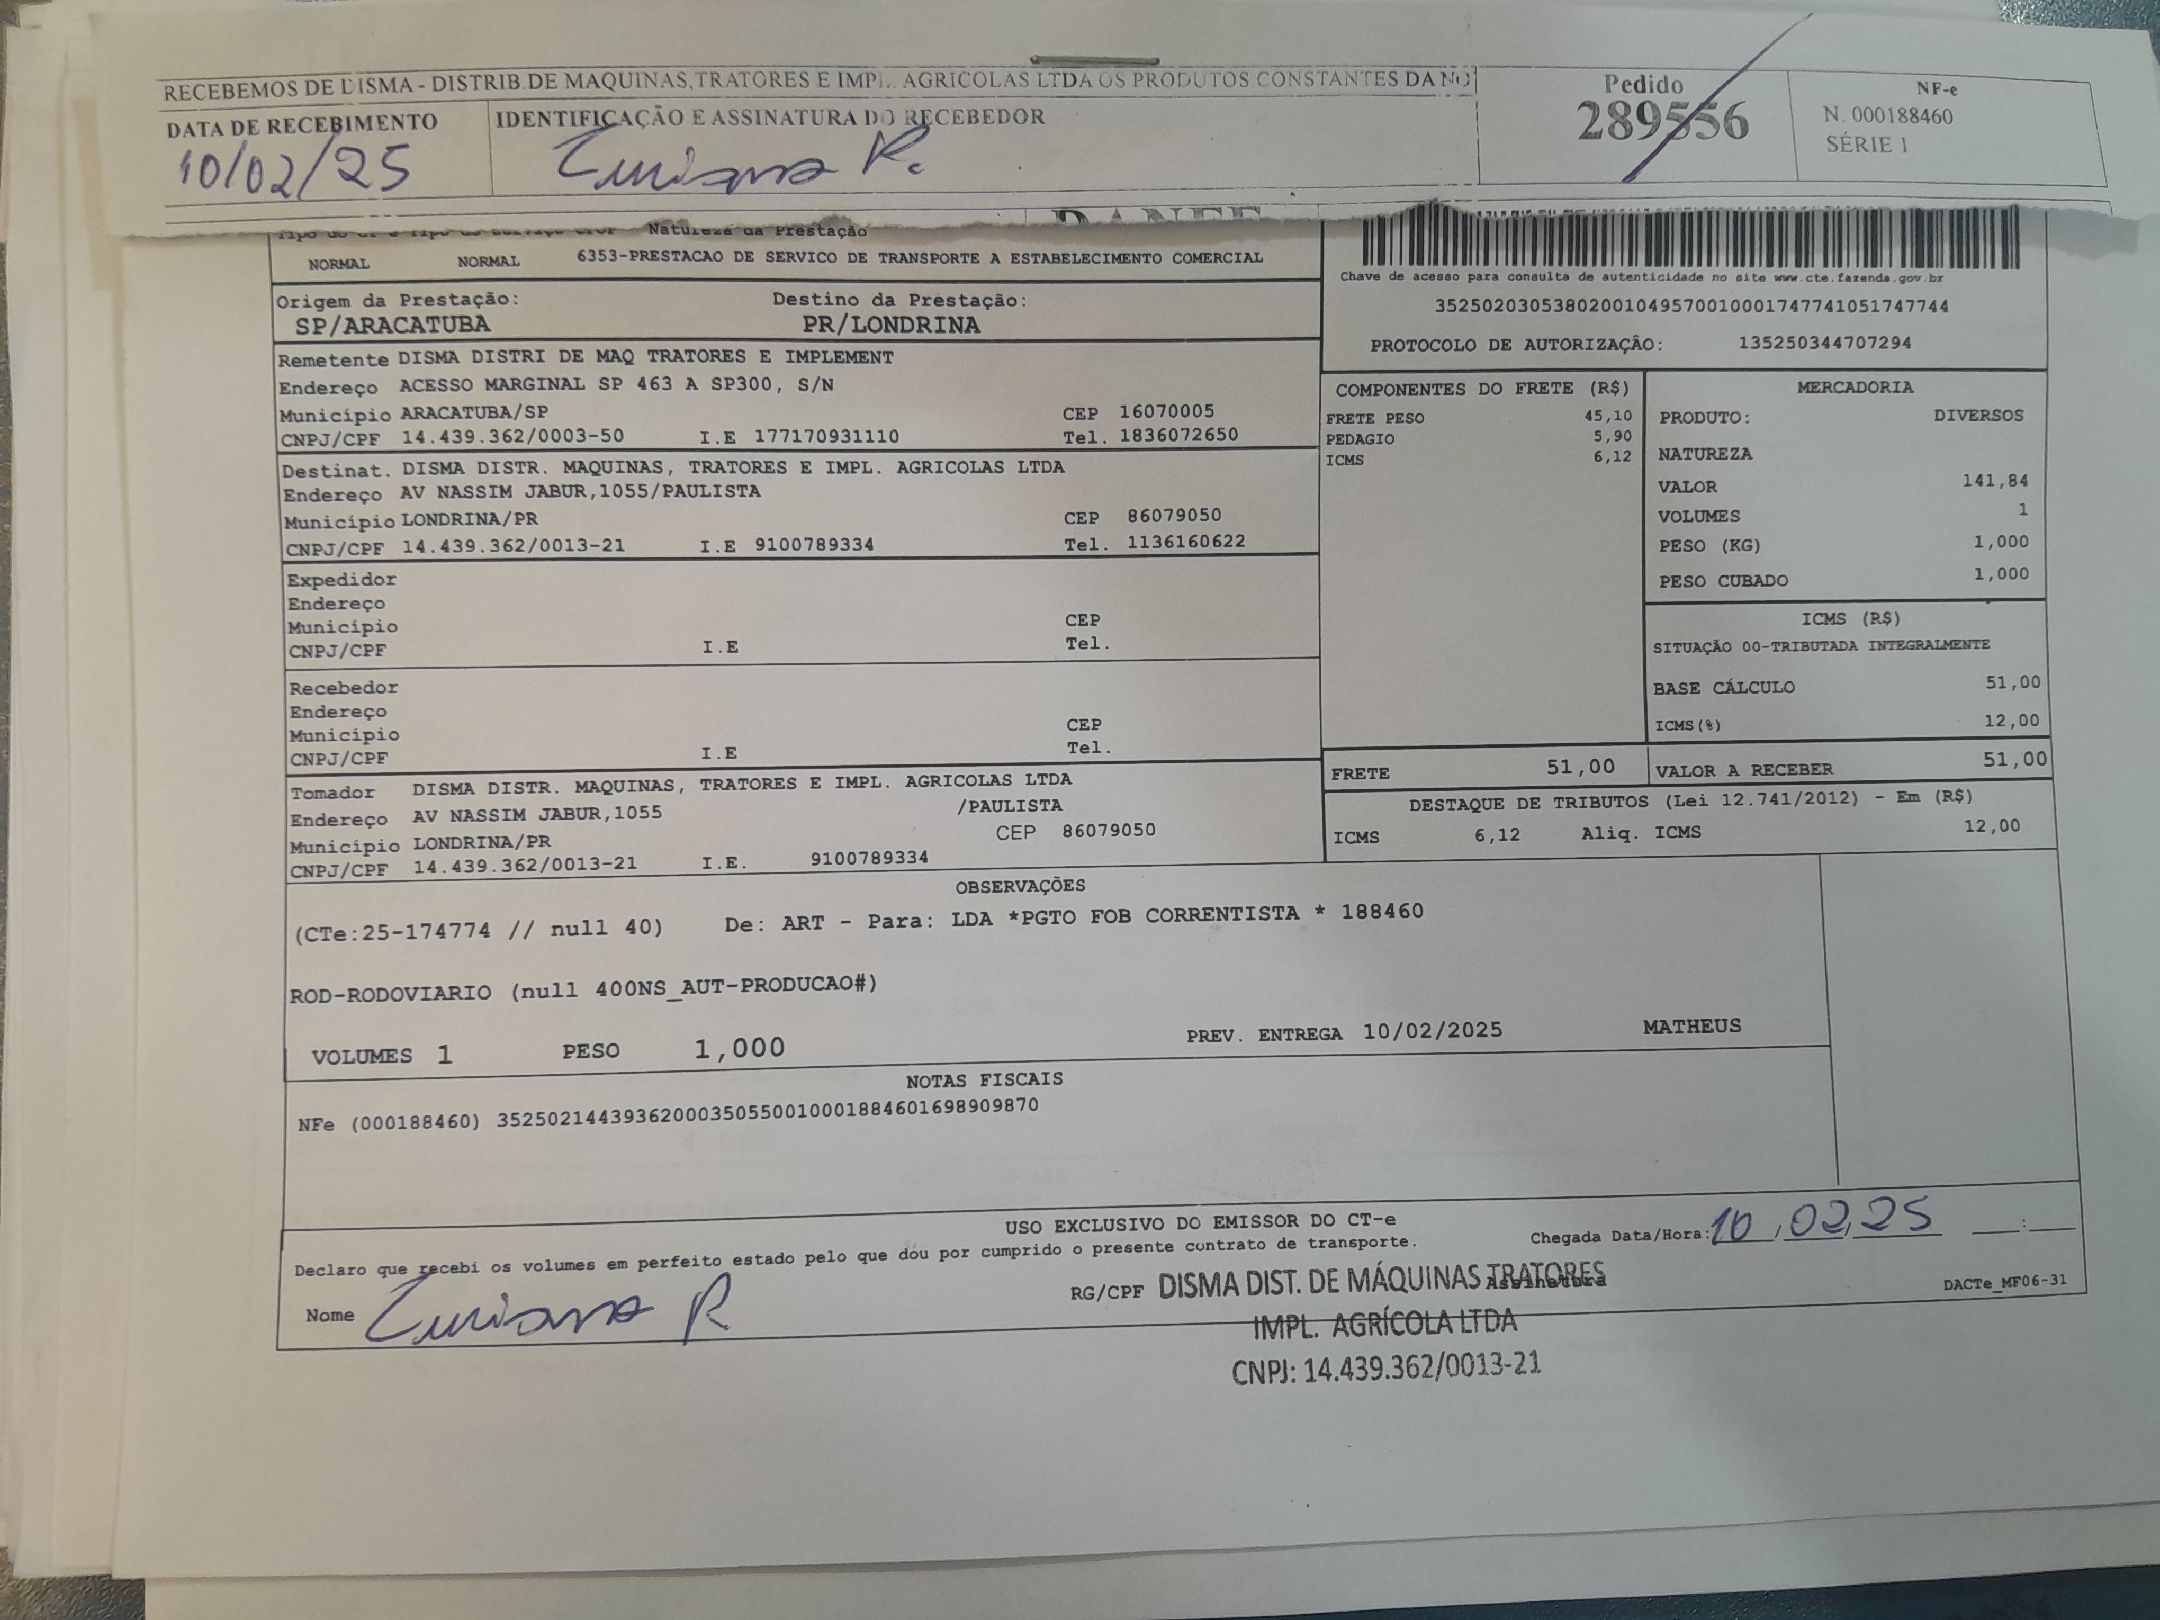 RECEBEMOS DE DISMA - DISTRIB.DE MAQUINAS,TRATORES E IMPL. AGRICOLAS LTDA OS PRODUTOS CONSTANTES DA NO
DATA DE RECEBIMENTO IDENTIFICAÇÃO E ASSINATURA DO RECEBEDOR
10/02/25
Pedido
289556
NF-e
N. 000188460
SÉRIE 1
Natureza da Prestação
NORMAL NORMAL 6353-PRESTACAO DE SERVICO DE TRANSPORTE A ESTABELECIMENTO COMERCIAL
Chave de acesso para consulta de autenticidade no site www.cte.fazenda.gov.br
35250203053802001049570010001747741051747744
PROTOCOLO DE AUTORIZAÇÃO: 135250344707294
Origem da Prestação: Destino da Prestação:
SP/ARACATUBA PR/LONDRINA
Remetente DISMA DISTRI DE MAQ TRATORES E IMPLEMENT
Endereço ACESSO MARGINAL SP 463 A SP300, S/N
Município ARACATUBA/SP CEP 16070005
CNPJ/CPF 14.439.362/0003-50 I.E 177170931110 Tel. 1836072650
Destinat. DISMA DISTR. MAQUINAS, TRATORES E IMPL. AGRICOLAS LTDA
Endereço AV NASSIM JABUR,1055/PAULISTA
Município LONDRINA/PR CEP 86079050
CNPJ/CPF 14.439.362/0013-21 I.E 9100789334 Tel. 1136160622
Expedidor
Endereço
Município CEP
CNPJ/CPF I.E Tel.
Recebedor
Endereço
Município CEP
CNPJ/CPF I.E Tel.
Tomador DISMA DISTR. MAQUINAS, TRATORES E IMPL. AGRICOLAS LTDA
Endereço AV NASSIM JABUR,1055 /PAULISTA
Município LONDRINA/PR CEP 86079050
CNPJ/CPF 14.439.362/0013-21 I.E. 9100789334
COMPONENTES DO FRETE (R$)
FRETE PESO 45,10
PEDAGIO 5,90
ICMS 6,12
MERCADORIA
PRODUTO: DIVERSOS
NATUREZA
VALOR 141,84
VOLUMES 1
PESO (KG) 1,000
PESO CUBADO 1,000
ICMS (R$)
SITUAÇÃO 00-TRIBUTADA INTEGRALMENTE
BASE CÁLCULO 51,00
ICMS(%) 12,00
FRETE 51,00 VALOR A RECEBER 51,00
DESTAQUE DE TRIBUTOS (Lei 12.741/2012) - Em (R$)
ICMS 6,12 Aliq. ICMS 12,00
OBSERVAÇÕES
(CTe:25-174774 // null 40) De: ART - Para: LDA *PGTO FOB CORRENTISTA * 188460
ROD-RODOVIARIO (null 400NS_AUT-PRODUCAO#)
VOLUMES 1 PESO 1,000 PREV. ENTREGA 10/02/2025 MATHEUS
NOTAS FISCAIS
NFe (000188460) 35250214439362000350550010001884601698909870
USO EXCLUSIVO DO EMISSOR DO CT-e
Declaro que recebi os volumes em perfeito estado pelo que dou por cumprido o presente contrato de transporte.
Chegada Data/Hora: 10/02/25 :
Nome RG/CPF Assinatura DACTe_MF06-31
DISMA DIST. DE MÁQUINAS TRATORES
IMPL. AGRÍCOLA LTDA
CNPJ: 14.439.362/0013-21